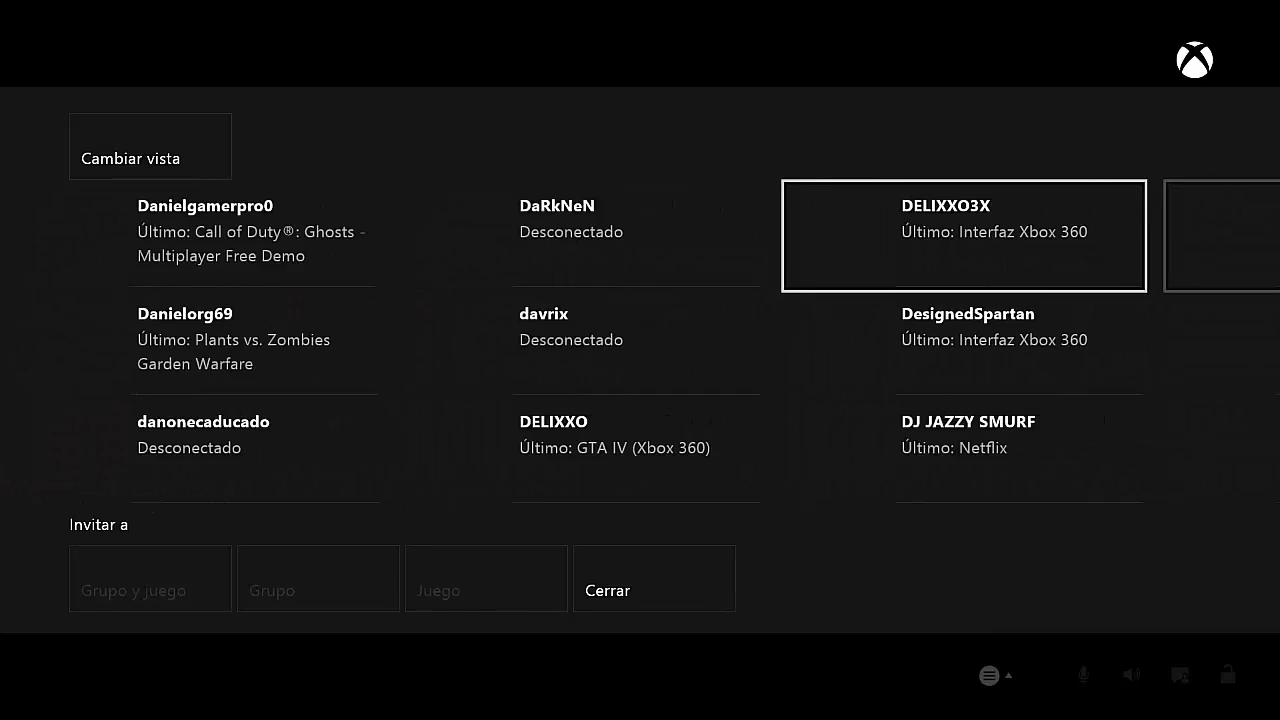 Cambiar vista
Danielgamerpro0
Último: Call of Duty®: Ghosts -
Multiplayer Free Demo
Danielorg69
Último: Plants vs. Zombies
Garden Warfare
danonecaducado
Desconectado
DaRkNeN
Desconectado
davrix
Desconectado
DELIXXO
Último: GTA IV (Xbox 360)
DELIXXO3X
Último: Interfaz Xbox 360
DesignedSpartan
Último: Interfaz Xbox 360
DJ JAZZY SMURF
Último: Netflix
Invitar a
Grupo y juego
Grupo
Juego
Cerrar